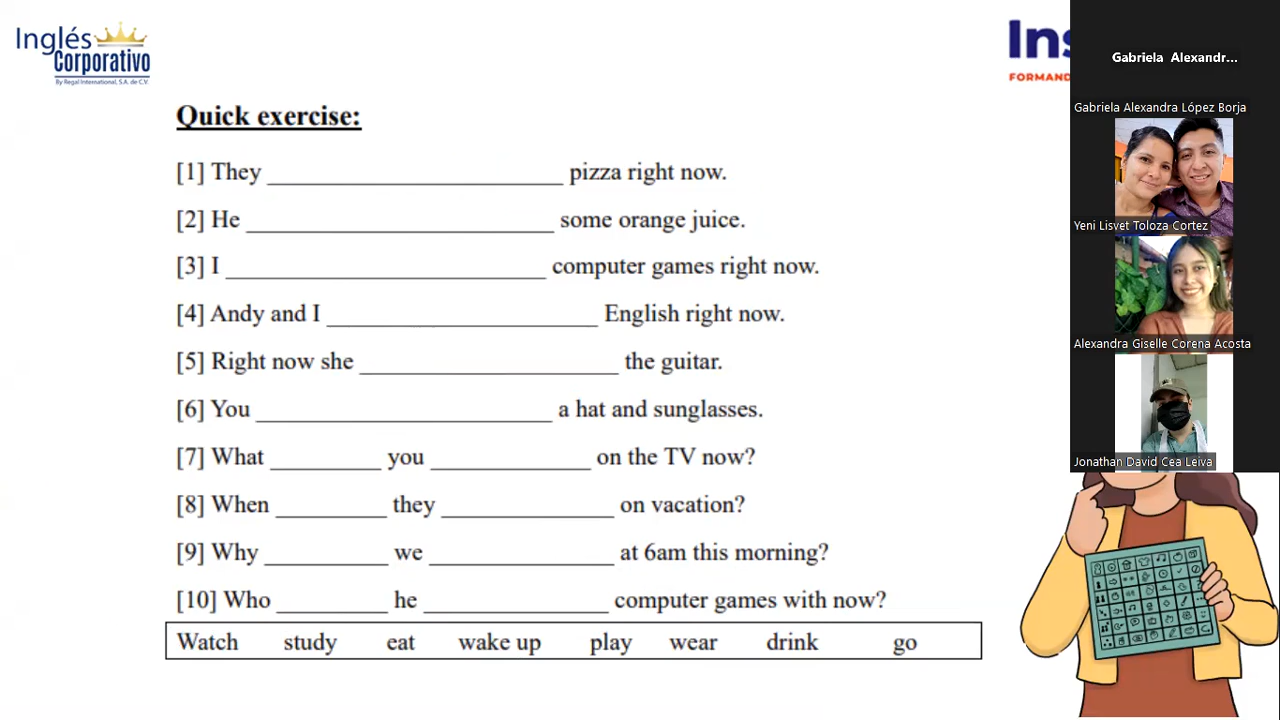 Inglés
Corporativo
By Regal International, S.A. de C.V.
Quick exercise:
[1] They ________________________ pizza right now.
[2] He _________________________ some orange juice.
[3] I __________________________ computer games right now.
[4] Andy and I ______________________ English right now.
[5] Right now she _____________________ the guitar.
[6] You ________________________ a hat and sunglasses.
[7] What _________ you _____________ on the TV now?
[8] When _________ they ______________ on vacation?
[9] Why __________ we _______________ at 6am this morning?
[10] Who _________ he _______________ computer games with now?
Watch study eat wake up play wear drink go
Ins
FORMAND
Gabriela Alexandr...
Gabriela Alexandra López Borja
Yeni Lisvet Toloza Cortez
Alexandra Giselle Corena Acosta
Jonathan David Cea Leiva